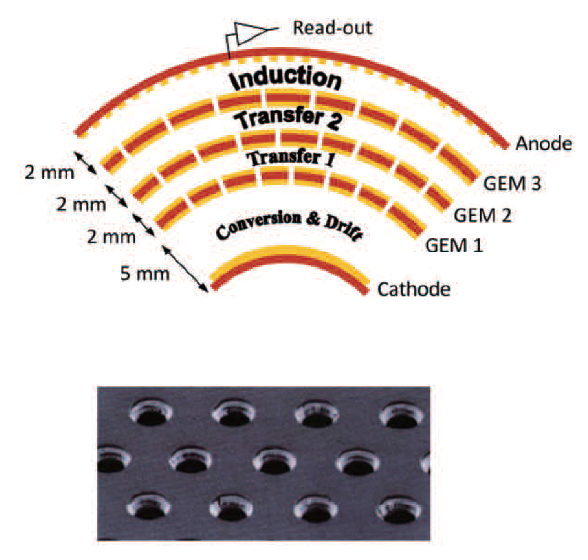 Read-out
Induction
Transfer 2
Transfer 1
Conversion & Drift
Anode
GEM 3
GEM 2
GEM 1
Cathode
2 mm
2 mm
2 mm
5 mm